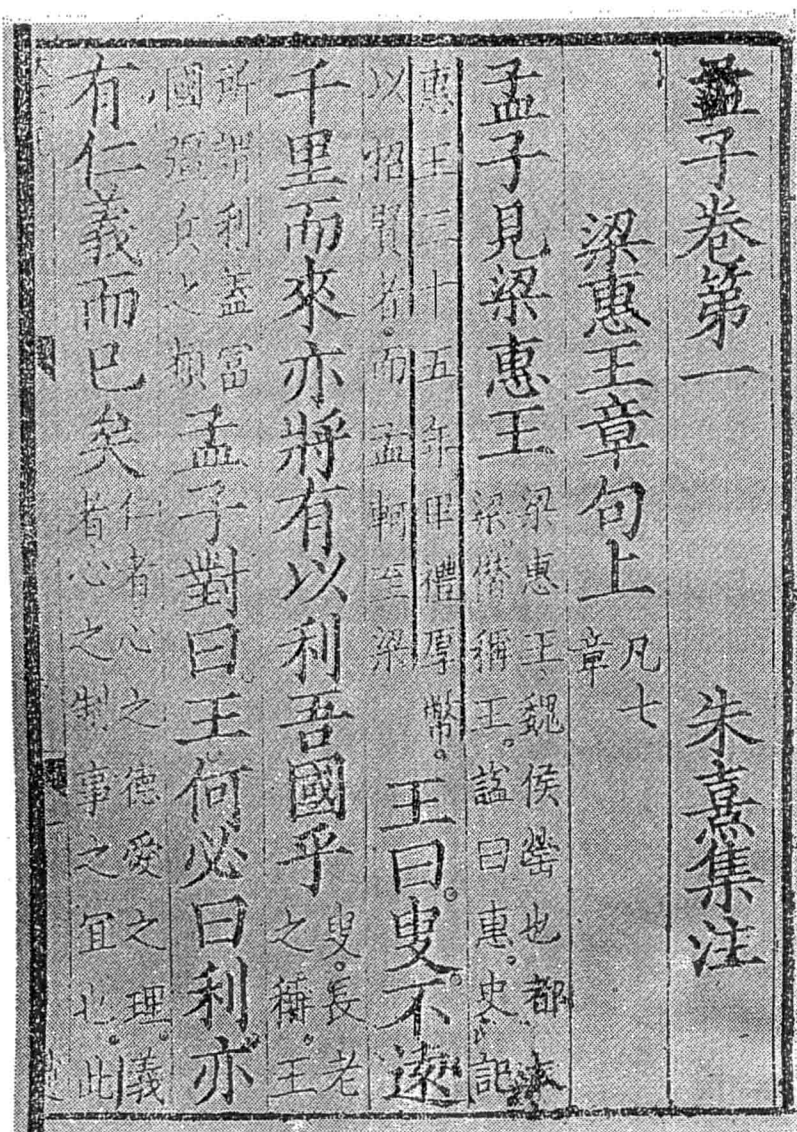 孟子卷第一　朱熹集注
梁惠王章句上凡七章
孟子見梁惠王梁惠王魏侯罃也都大梁僭稱王。謚曰惠。史記
惠王三十五年卑禮厚幣。以招賢者。而孟軻至梁王曰。叟。不遠
千里而來亦將有以利吾國乎叟。長老之稱。王
所謂利蓋富國彊兵之類孟子對曰。王何必曰利。亦
有仁義而已矣仁者心之德愛之理。義者心之制事之宜也。此